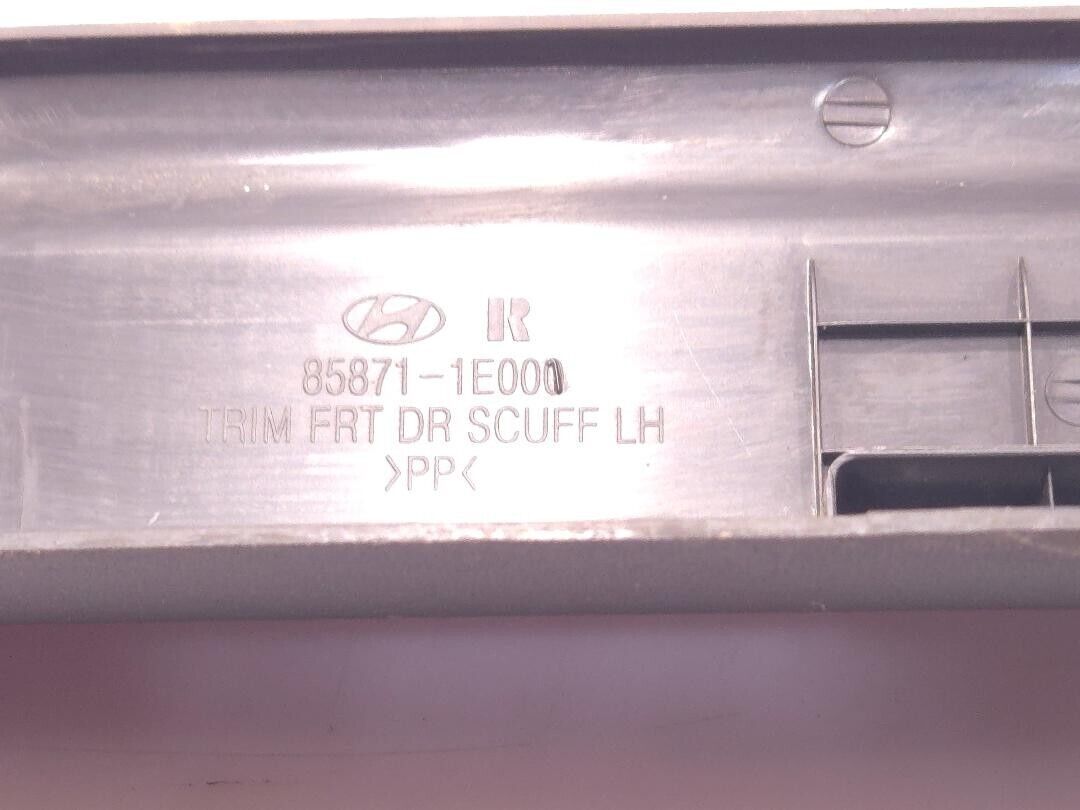 R
85871-1E000
TRIM FRT DR SCUFF LH
>PP<